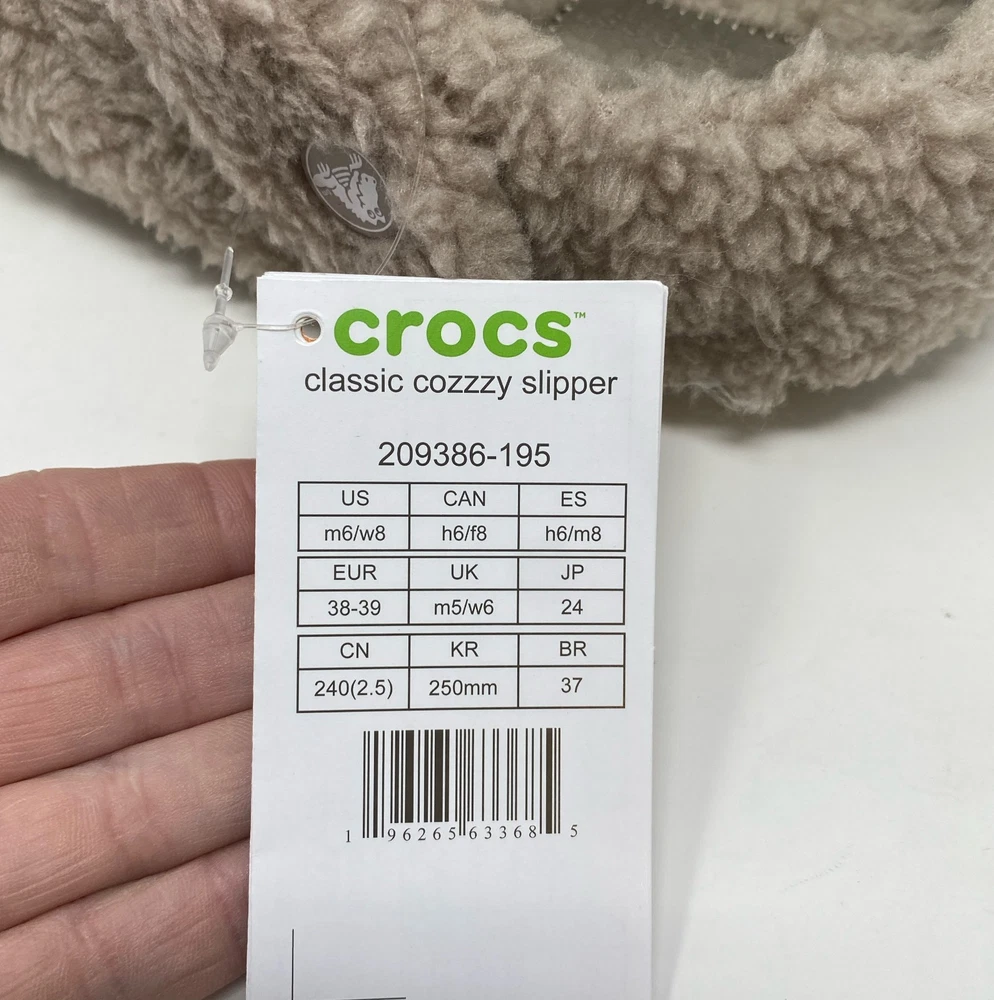 crocs™
classic cozzzy slipper
209386-195
US CAN ES
m6/w8 h6/f8 h6/m8
EUR UK JP
38-39 m5/w6 24
CN KR BR
240(2.5) 250mm 37
1 96265 63368 5